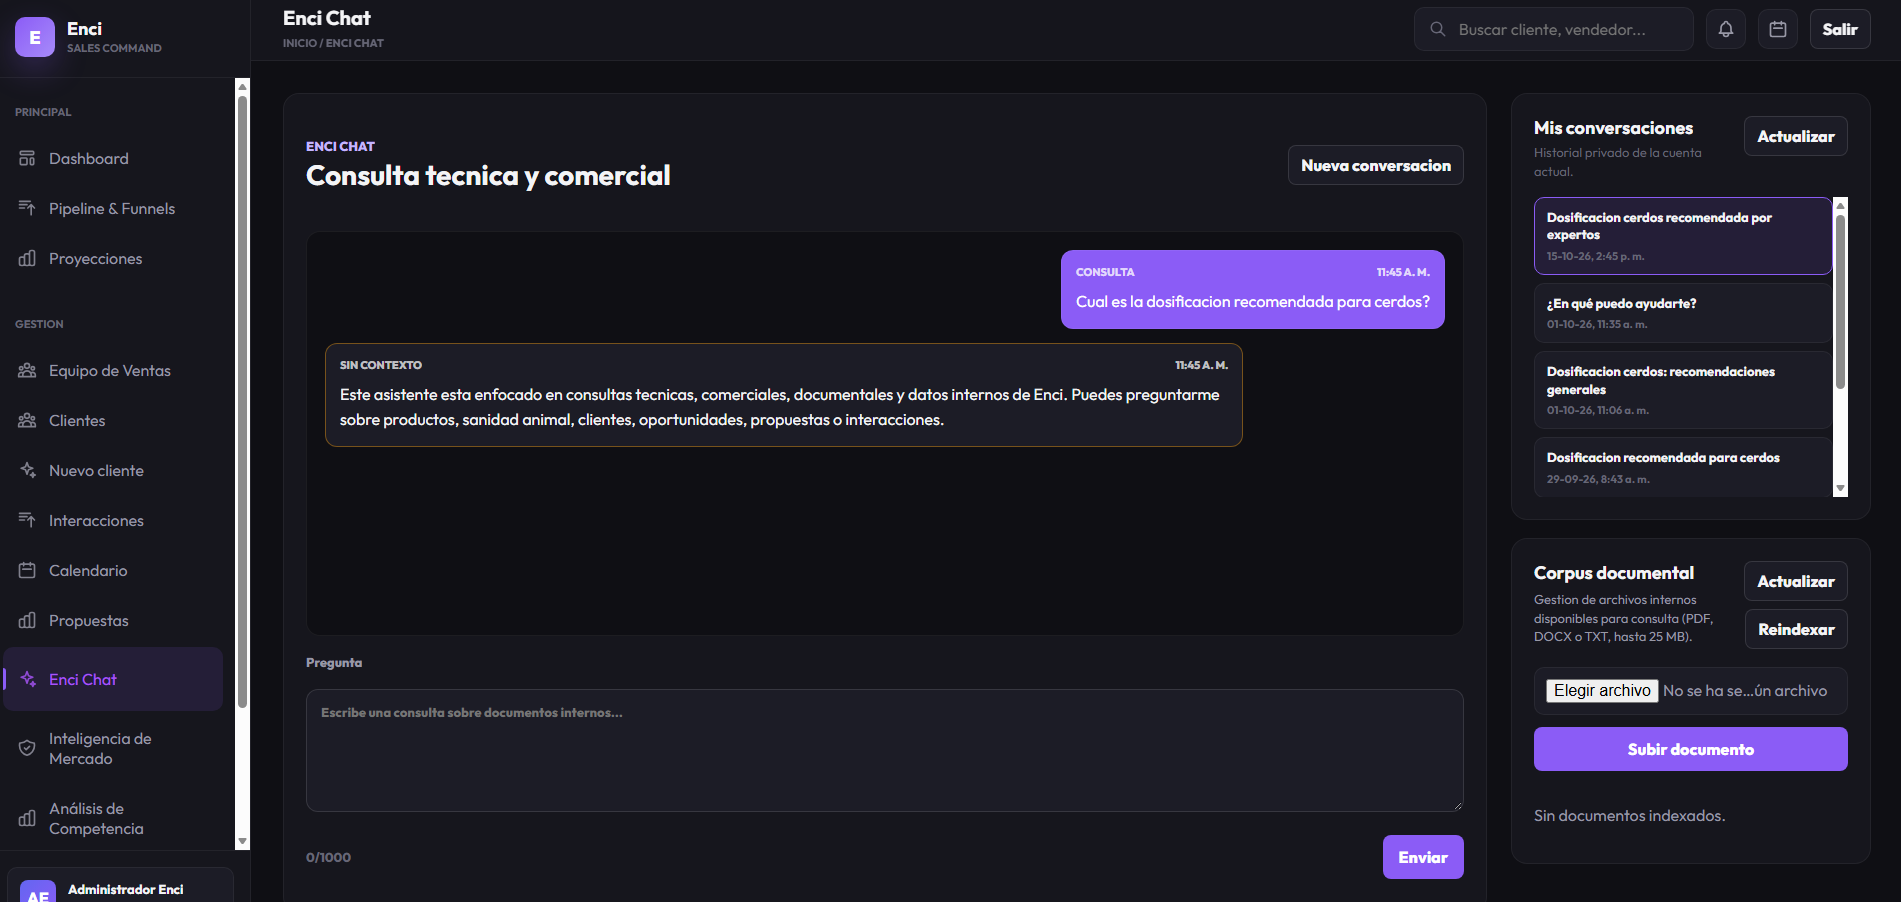 E
Enci
SALES COMMAND
PRINCIPAL
Dashboard
Pipeline & Funnels
Proyecciones
GESTION
Equipo de Ventas
Clientes
Nuevo cliente
Interacciones
Calendario
Propuestas
Enci Chat
Inteligencia de
Mercado
Análisis de
Competencia
AE
Administrador Enci
Enci Chat
INICIO / ENCI CHAT
Buscar cliente, vendedor...
Salir
ENCI CHAT
Consulta tecnica y comercial
Nueva conversacion
CONSULTA
11:45 A. M.
Cual es la dosificacion recomendada para cerdos?
SIN CONTEXTO
11:45 A. M.
Este asistente esta enfocado en consultas tecnicas, comerciales, documentales y datos internos de Enci. Puedes preguntarme
sobre productos, sanidad animal, clientes, oportunidades, propuestas o interacciones.
Pregunta
Escribe una consulta sobre documentos internos...
0/1000
Enviar
Mis conversaciones
Historial privado de la cuenta
actual.
Actualizar
Dosificacion cerdos recomendada por
expertos
15-10-26, 2:45 p. m.
¿En qué puedo ayudarte?
01-10-26, 11:35 a. m.
Dosificacion cerdos: recomendaciones
generales
01-10-26, 11:06 a. m.
Dosificacion recomendada para cerdos
29-09-26, 8:43 a. m.
Corpus documental
Gestion de archivos internos
disponibles para consulta (PDF,
DOCX o TXT, hasta 25 MB).
Actualizar
Reindexar
Elegir archivo
No se ha se...ún archivo
Subir documento
Sin documentos indexados.